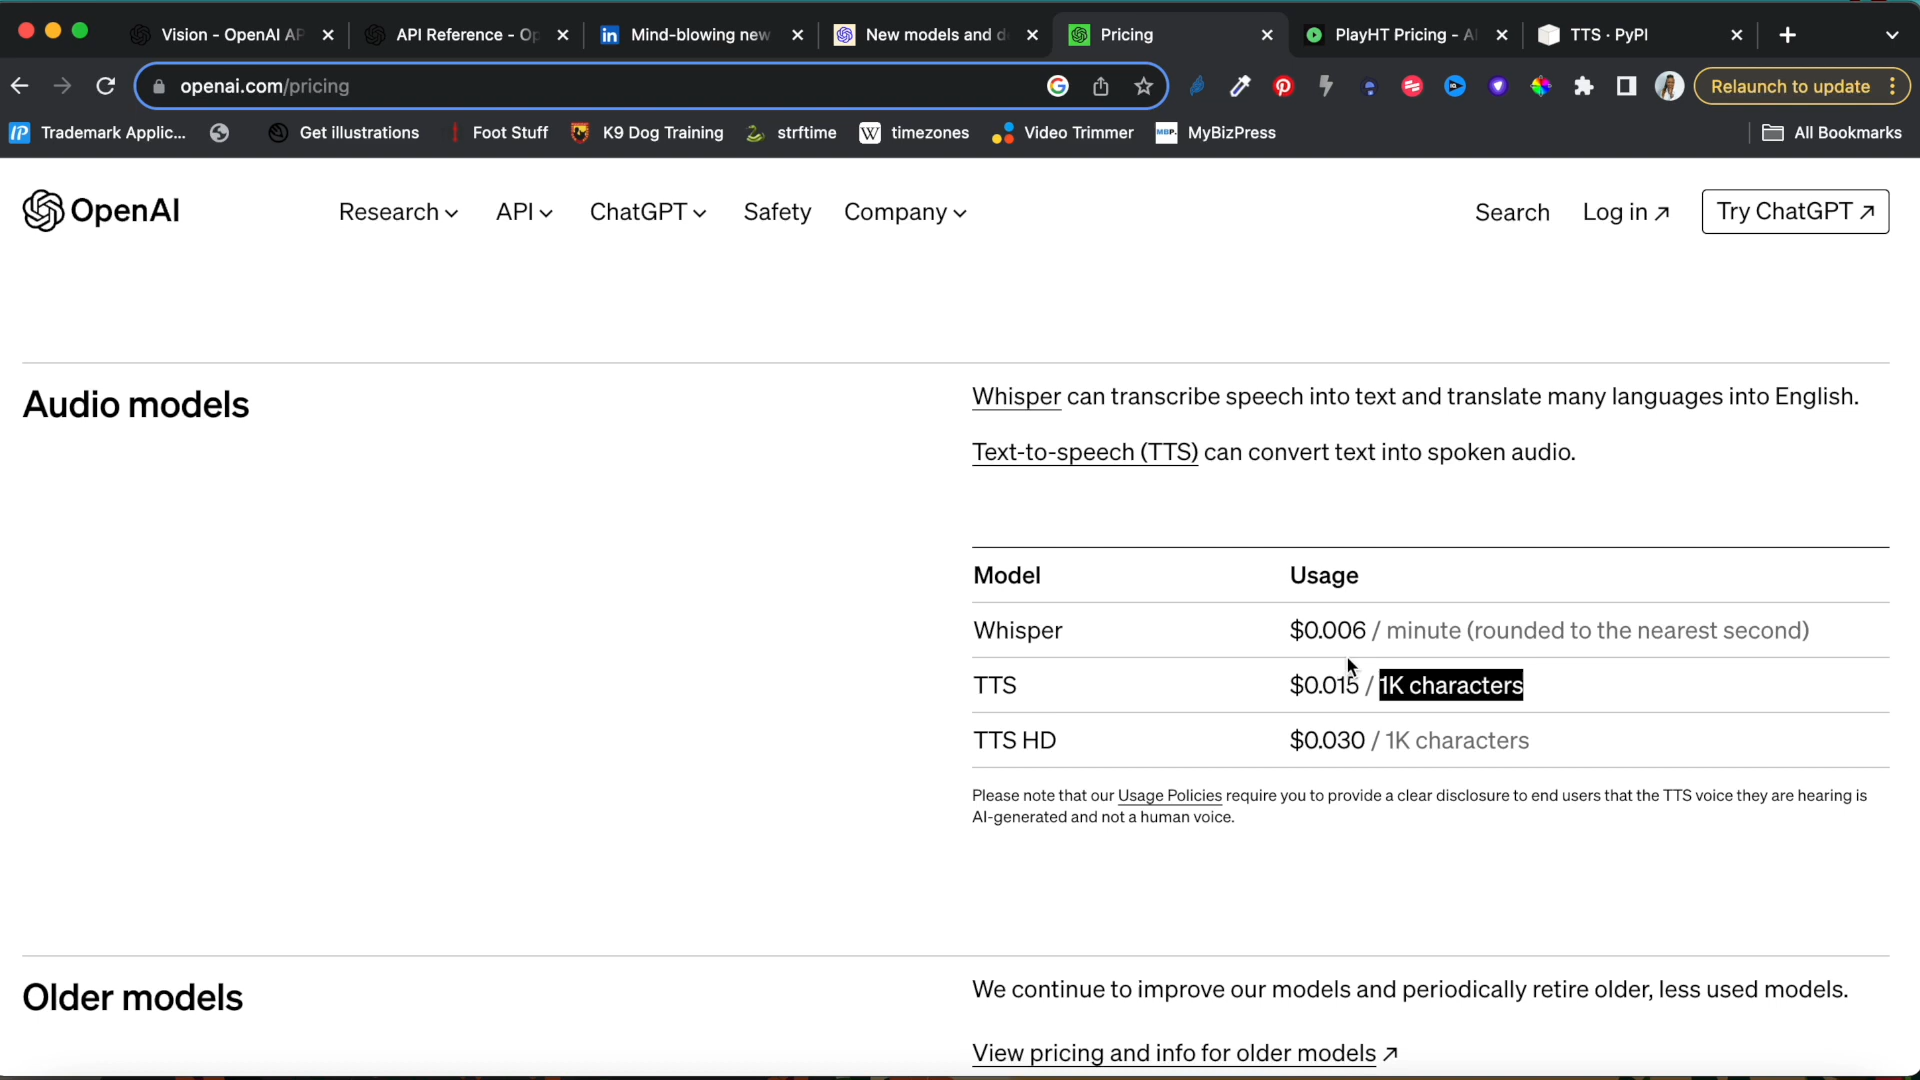 Vision - OpenAI AP
API Reference - Op
Mind-blowing new
New models and d
Pricing
PlayHT Pricing - AI
TTS · PyPI
openai.com/pricing
Relaunch to update
Trademark Applic...
Get illustrations
Foot Stuff
K9 Dog Training
strftime
timezones
Video Trimmer
MyBizPress
All Bookmarks
OpenAI
Research
API
ChatGPT
Safety
Company
Search
Log in ↗
Try ChatGPT ↗
Audio models
Whisper can transcribe speech into text and translate many languages into English.
Text-to-speech (TTS) can convert text into spoken audio.
Model Usage
Whisper $0.006 / minute (rounded to the nearest second)
TTS $0.015 / 1K characters
TTS HD $0.030 / 1K characters
Please note that our Usage Policies require you to provide a clear disclosure to end users that the TTS voice they are hearing is
AI-generated and not a human voice.
Older models
We continue to improve our models and periodically retire older, less used models.
View pricing and info for older models ↗